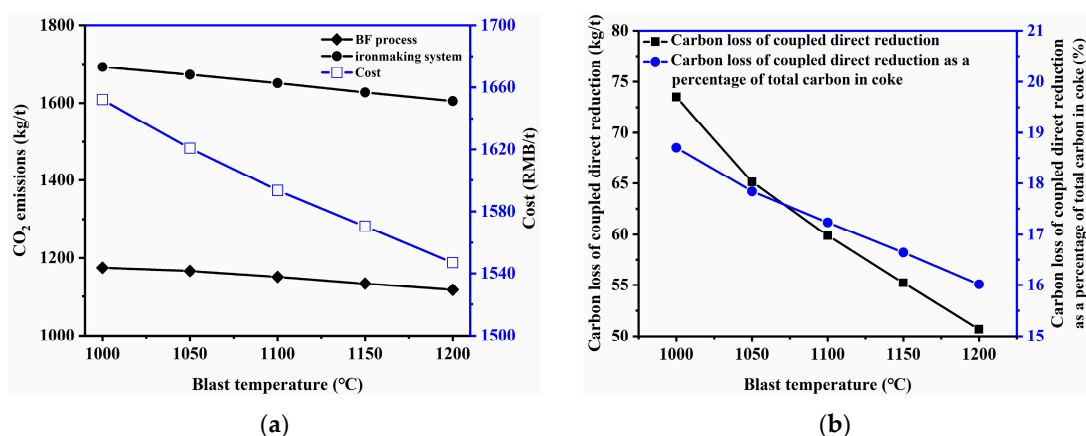 CO₂ emissions (kg/t)
1800
1600
1400
1200
1000
BF process
ironmaking system
Cost
1700
1660
1620
1580
1540
1500
Cost (RMB/t)
1000 1050 1100 1150 1200
Blast temperature (℃)
(a)
Carbon loss of coupled direct reduction (kg/t)
80
75
70
65
60
55
50
Carbon loss of coupled direct reduction
Carbon loss of coupled direct reduction as a
percentage of total carbon in coke
21
20
19
18
17
16
15
Carbon loss of coupled direct reduction
as a percentage of total carbon in coke (%)
1000 1050 1100 1150 1200
Blast temperature (℃)
(b)